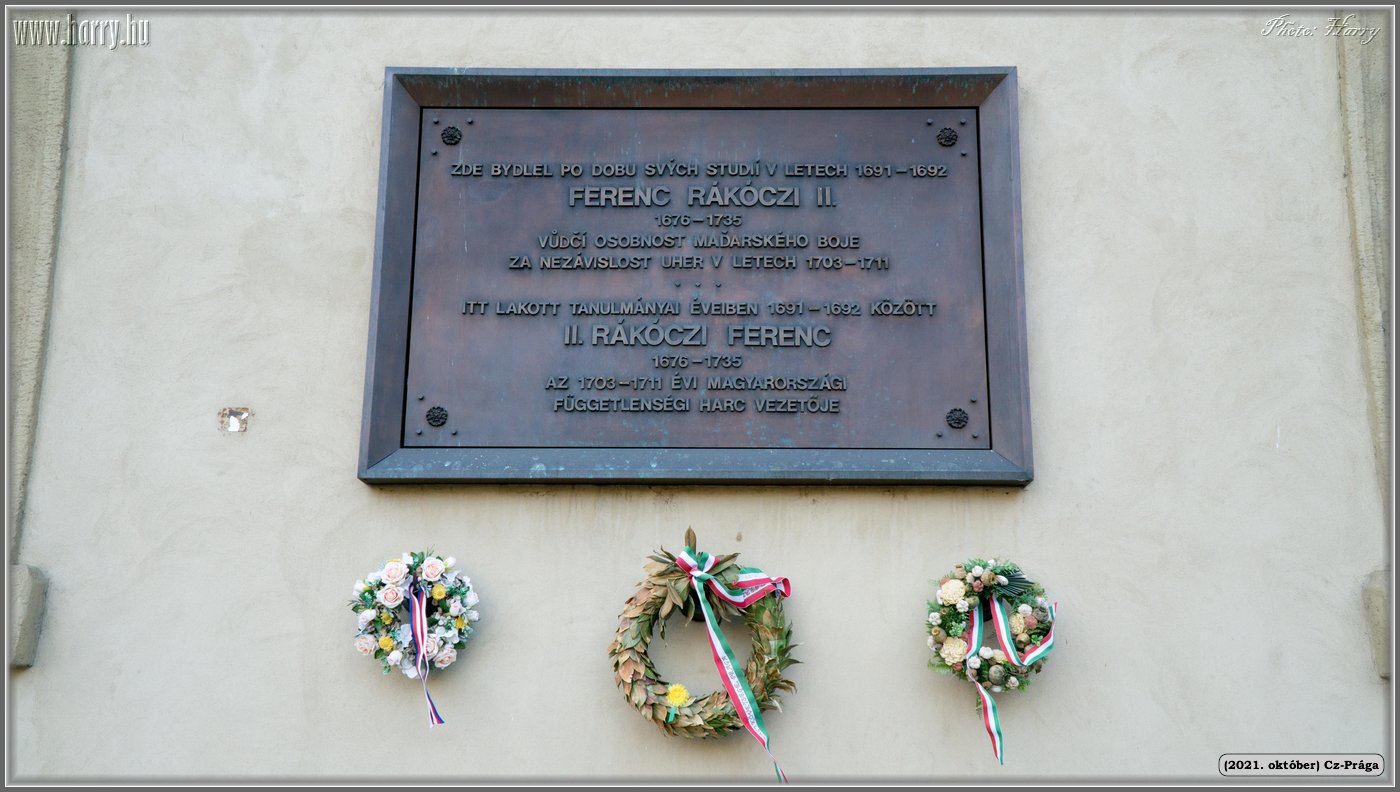 www.harry.hu
Photo: Harry
ZDE BYDLEL PO DOBU SVÝCH STUDIÍ V LETECH 1691–1692
FERENC RÁKÓCZI II.
1676–1735
VŮDČÍ OSOBNOST MAĎARSKÉHO BOJE
ZA NEZÁVISLOST UHER V LETECH 1703–1711
· · ·
ITT LAKOTT TANULMÁNYAI ÉVEIBEN 1691–1692 KÖZÖTT
II. RÁKÓCZI FERENC
1676–1735
AZ 1703–1711 ÉVI MAGYARORSZÁGI
FÜGGETLENSÉGI HARC VEZETŐJE
(2021. október) Cz-Prága